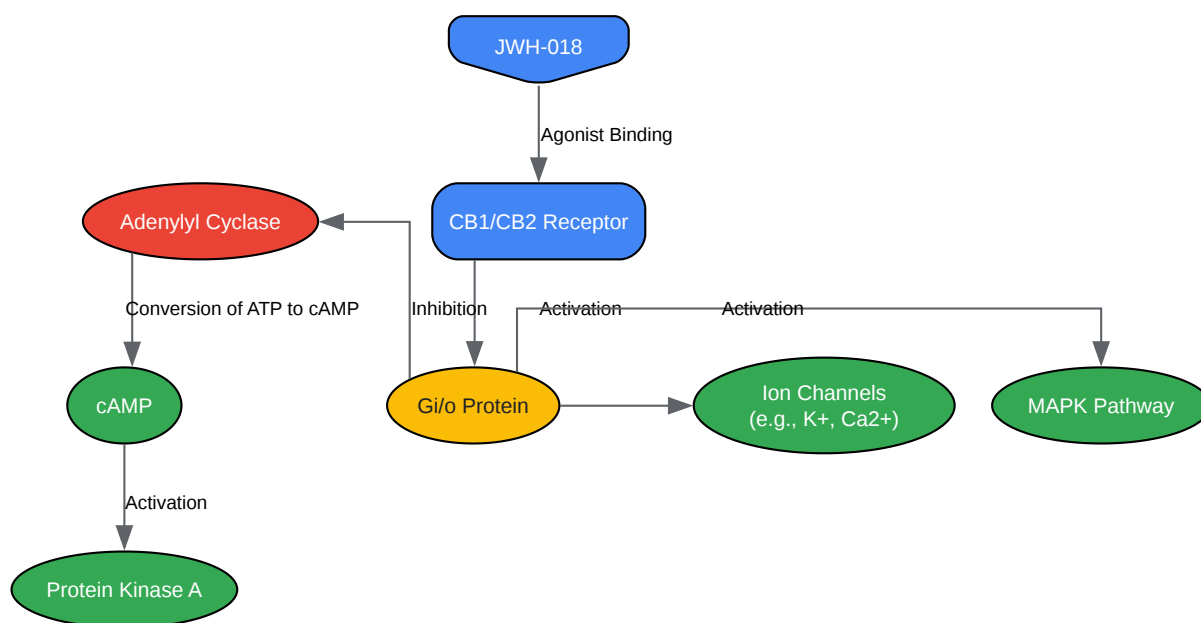 JWH-018
Agonist Binding
Adenylyl Cyclase
CB1/CB2 Receptor
Conversion of ATP to cAMP
Inhibition
Activation
Activation
cAMP
Gi/o Protein
Ion Channels
(e.g., K+, Ca2+)
MAPK Pathway
Activation
Protein Kinase A